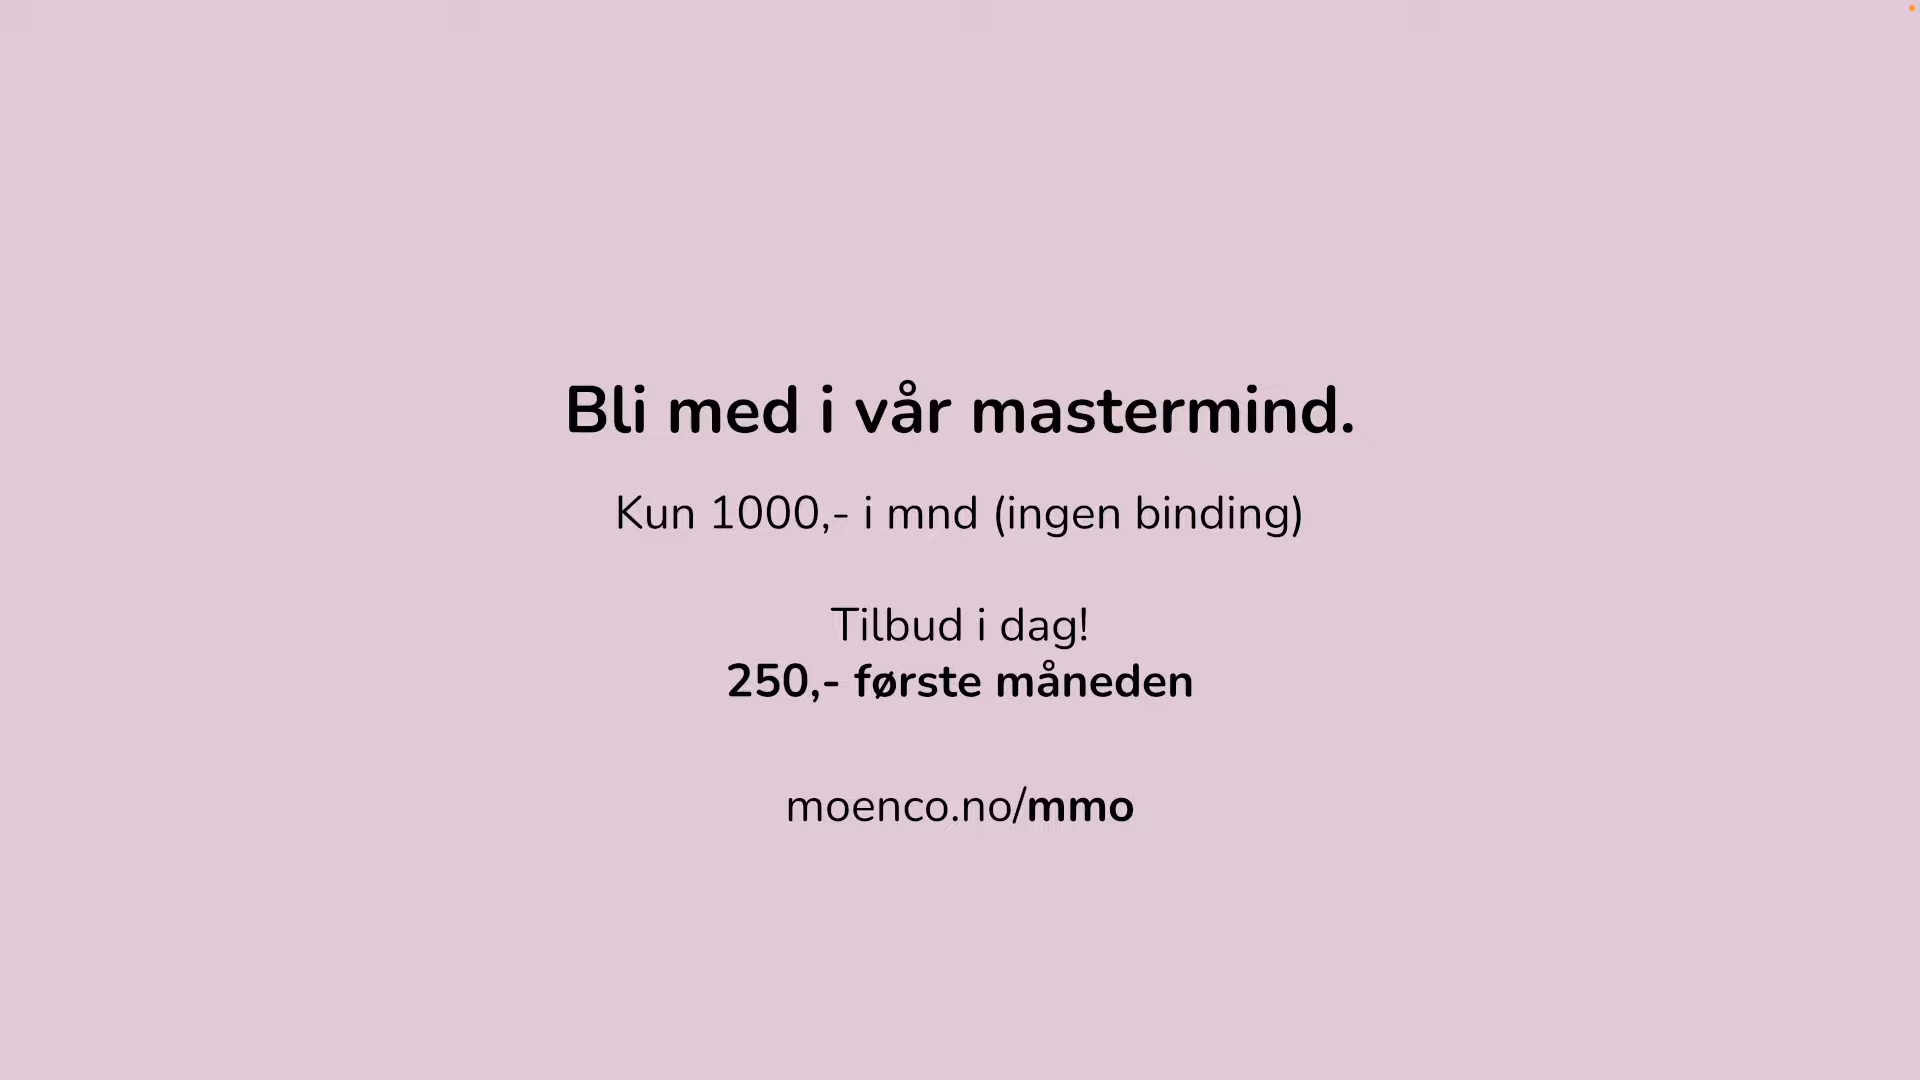 Bli med i vår mastermind.
Kun 1000,- i mnd (ingen binding)
Tilbud i dag!
250,- første måneden
moenco.no/mmo